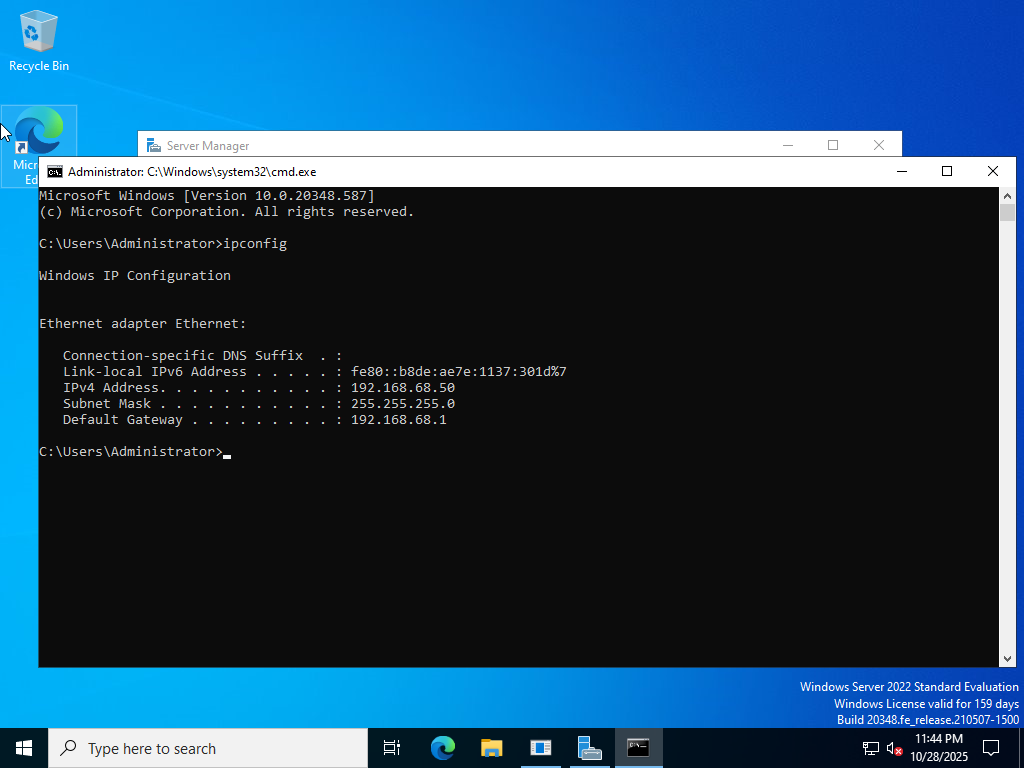 Recycle Bin
Server Manager
Micr
Ed
Administrator: C:\Windows\system32\cmd.exe
Microsoft Windows [Version 10.0.20348.587]
(c) Microsoft Corporation. All rights reserved.
C:\Users\Administrator>ipconfig
Windows IP Configuration
Ethernet adapter Ethernet:
Connection-specific DNS Suffix  . :
Link-local IPv6 Address . . . . . : fe80::b8de:ae7e:1137:301d%7
IPv4 Address. . . . . . . . . . . : 192.168.68.50
Subnet Mask . . . . . . . . . . . : 255.255.255.0
Default Gateway . . . . . . . . . : 192.168.68.1
C:\Users\Administrator>
Windows Server 2022 Standard Evaluation
Windows License valid for 159 days
Build 20348.fe_release.210507-1500
Type here to search
11:44 PM
10/28/2025